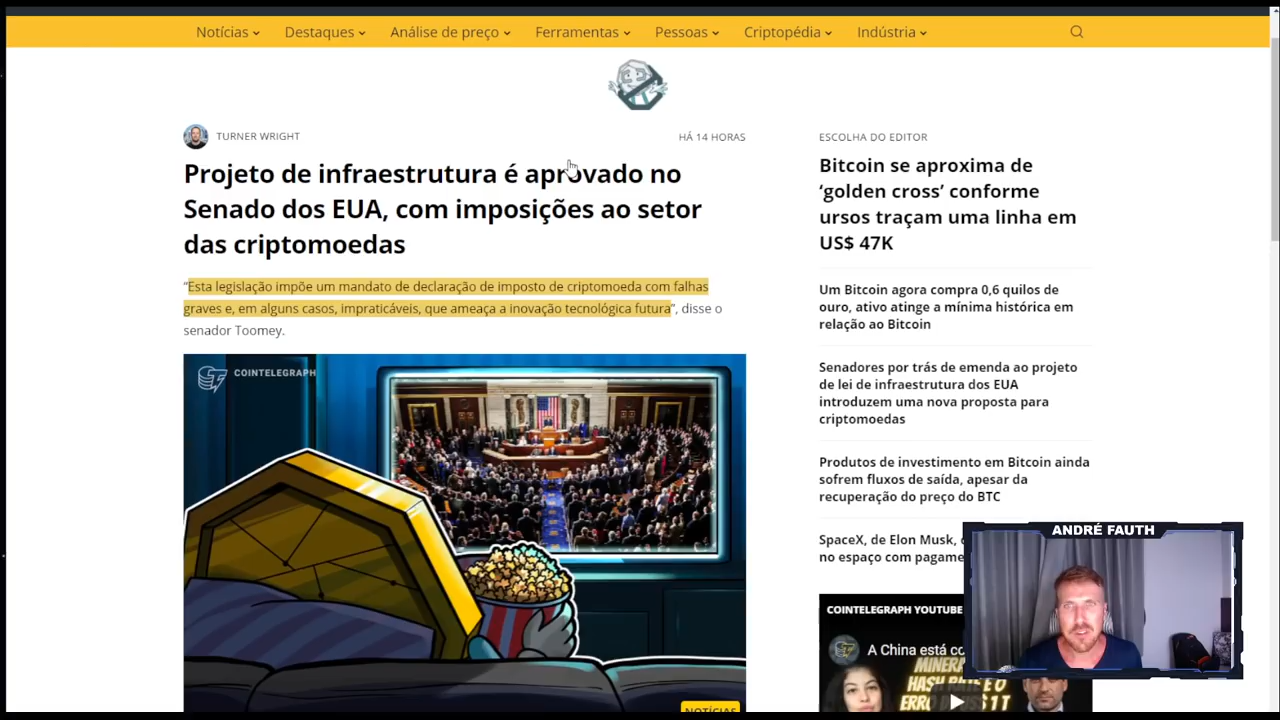 Notícias
Destaques
Análise de preço
Ferramentas
Pessoas
Criptopédia
Indústria
TURNER WRIGHT
HÁ 14 HORAS
Projeto de infraestrutura é aprovado no
Senado dos EUA, com imposições ao setor
das criptomoedas
“Esta legislação impõe um mandato de declaração de imposto de criptomoeda com falhas
graves e, em alguns casos, impraticáveis, que ameaça a inovação tecnológica futura”, disse o
senador Toomey.
COINTELEGRAPH
NOTÍCIAS
ESCOLHA DO EDITOR
Bitcoin se aproxima de
‘golden cross’ conforme
ursos traçam uma linha em
US$ 47K
Um Bitcoin agora compra 0,6 quilos de
ouro, ativo atinge a mínima histórica em
relação ao Bitcoin
Senadores por trás de emenda ao projeto
de lei de infraestrutura dos EUA
introduzem uma nova proposta para
criptomoedas
Produtos de investimento em Bitcoin ainda
sofrem fluxos de saída, apesar da
recuperação do preço do BTC
SpaceX, de Elon Musk,
no espaço com
ANDRÉ FAUTH
COINTELEGRAPH YOUTUBE
A China está
HASH RATE E O
ERRO